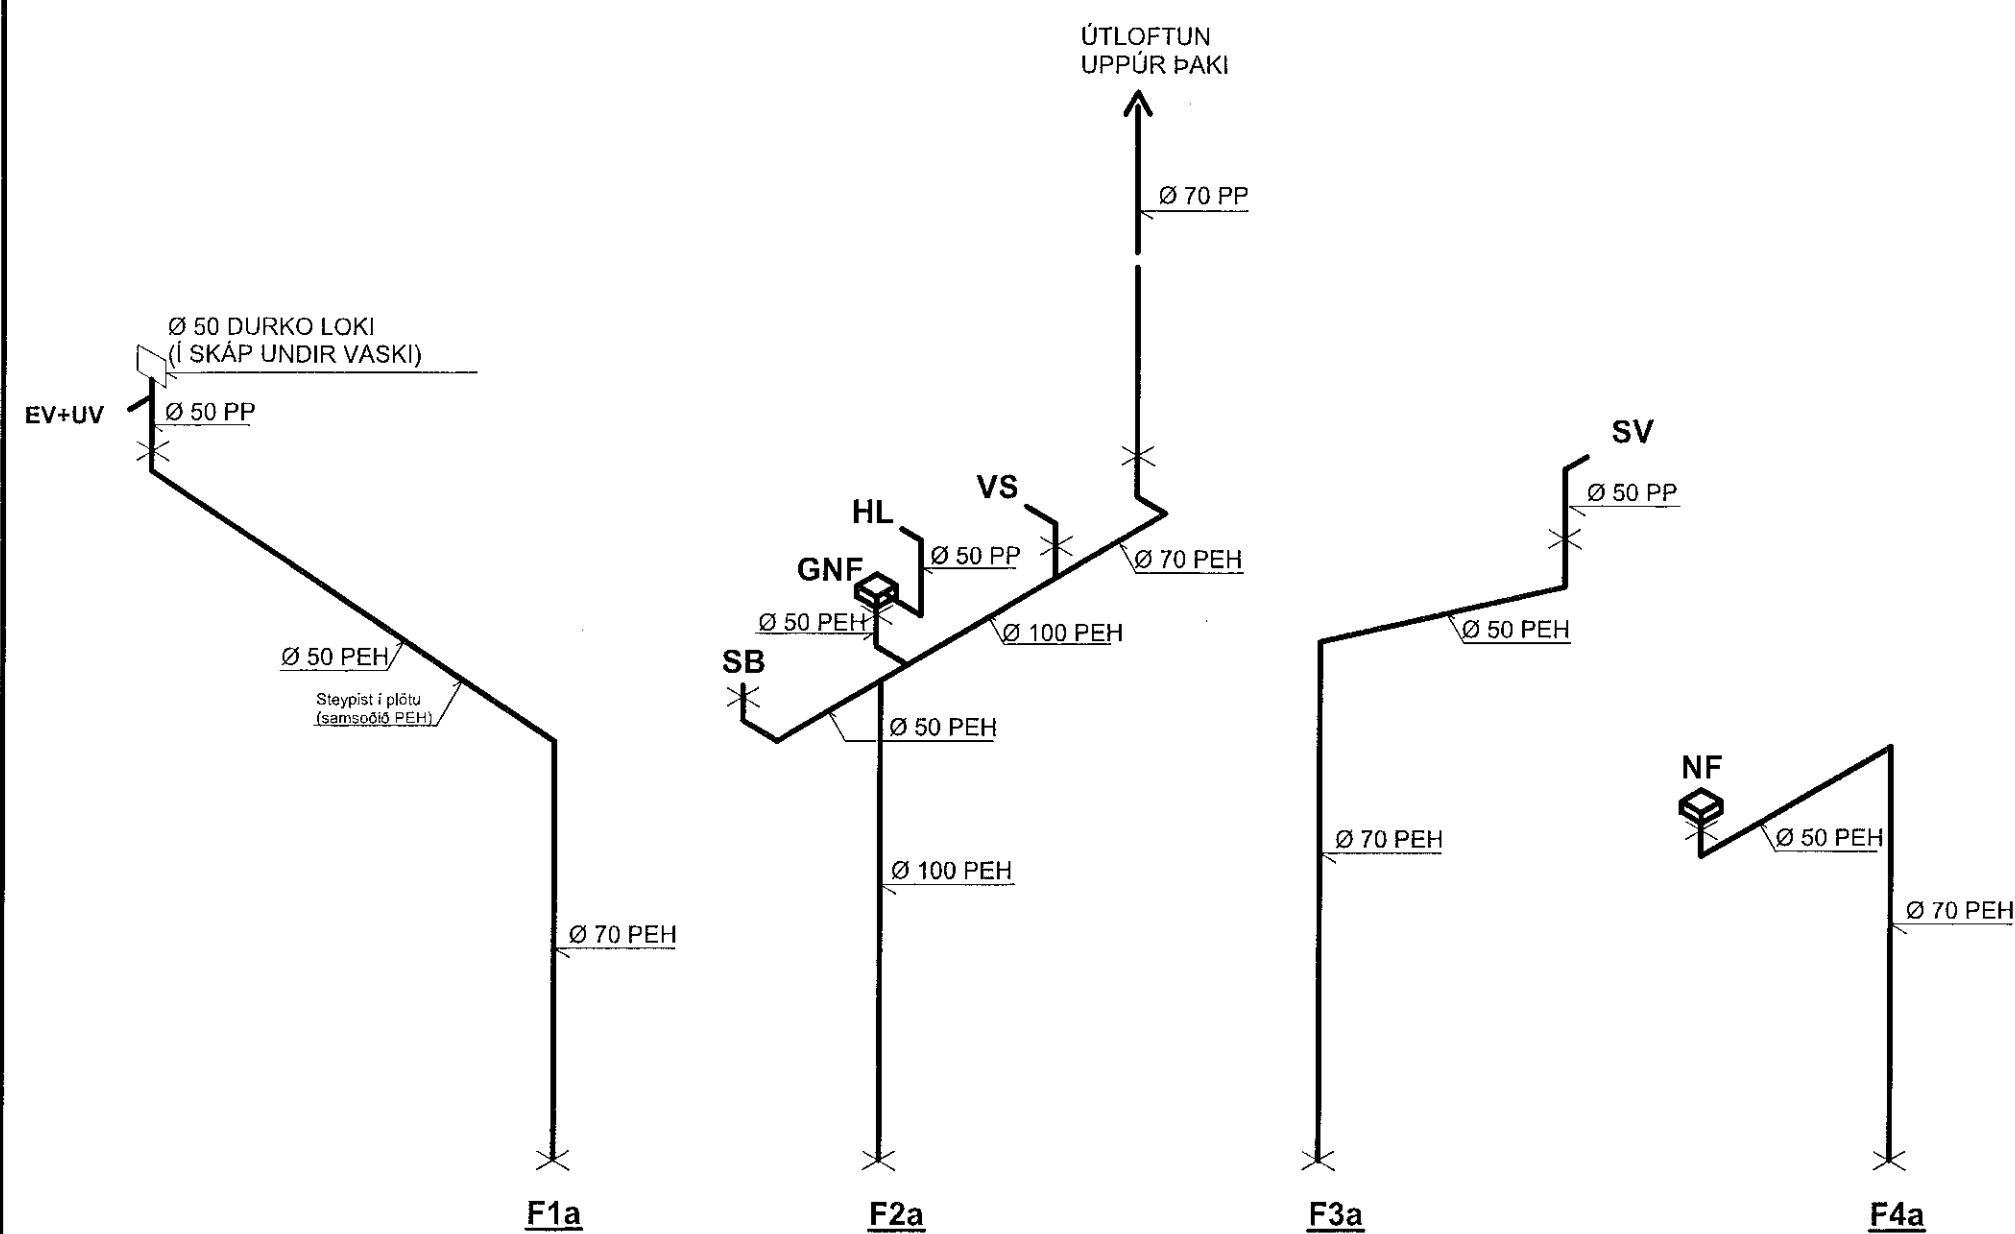 ÚTLOFTUN
UPPÚR ÞAKI
Ø 70 PP
Ø 50 DURKO LOKI
(Í SKÁP UNDIR VASKI)
EV+UV
Ø 50 PP
Ø 50 PEH
Steypist í plötu
(samsoðið PEH)
Ø 70 PEH
F1a
VS
HL
Ø 50 PP
GNF
Ø 70 PEH
Ø 50 PEH
Ø 100 PEH
SB
Ø 50 PEH
Ø 100 PEH
F2a
SV
Ø 50 PP
Ø 50 PEH
Ø 70 PEH
F3a
NF
Ø 50 PEH
Ø 70 PEH
F4a